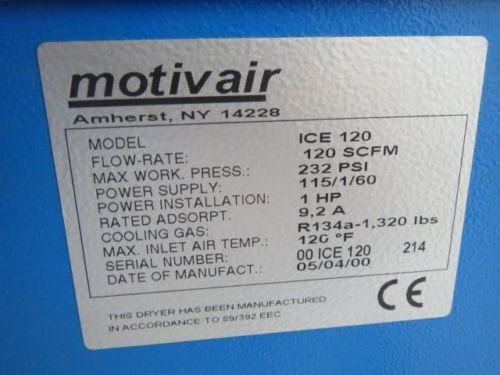 motivair
Amherst, NY 14228
MODEL ICE 120
FLOW-RATE: 120 SCFM
MAX WORK. PRESS.: 232 PSI
POWER SUPPLY: 115/1/60
POWER INSTALLATION: 1 HP
RATED ADSORPT. 9,2 A
COOLING GAS: R134a-1,320 lbs
MAX. INLET AIR TEMP.: 120 °F
SERIAL NUMBER: 00 ICE 120 214
DATE OF MANUFACT.: 05/04/00
THIS DRYER HAS BEEN MANUFACTURED
IN ACCORDANCE TO 89/392 EEC
CE